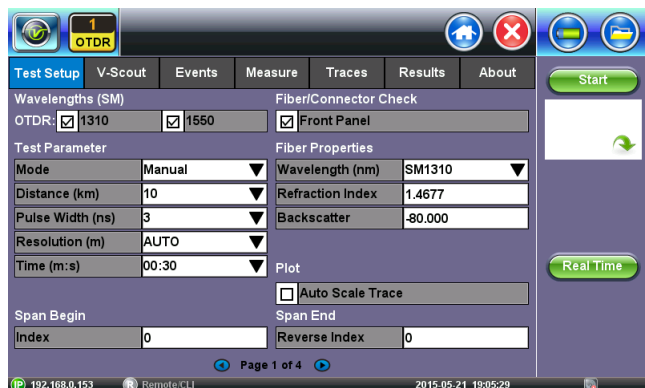 1
OTDR
Test Setup V-Scout Events Measure Traces Results About
Start
Wavelengths (SM) Fiber/Connector Check
OTDR: 1310 1550 Front Panel
Test Parameter Fiber Properties
Mode Manual Wavelength (nm) SM1310
Distance (km) 10 Refraction Index 1.4677
Pulse Width (ns) 3 Backscatter -80.000
Resolution (m) AUTO
Time (m:s) 00:30 Plot
Real Time
Auto Scale Trace
Span Begin Span End
Index 0 Reverse Index 0
Page 1 of 4
IP 192.168.0.153 R Remote/CLI 2015-05-21 19:05:29